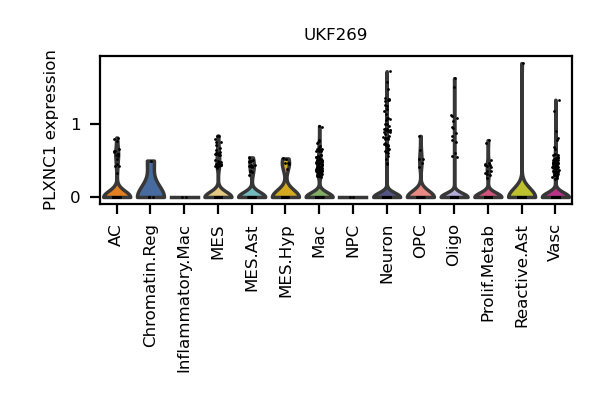 UKF269
PLXNC1 expression
1
0
AC
Chromatin.Reg
Inflammatory.Mac
MES
MES.Ast
MES.Hyp
Mac
NPC
Neuron
OPC
Oligo
Prolif.Metab
Reactive.Ast
Vasc